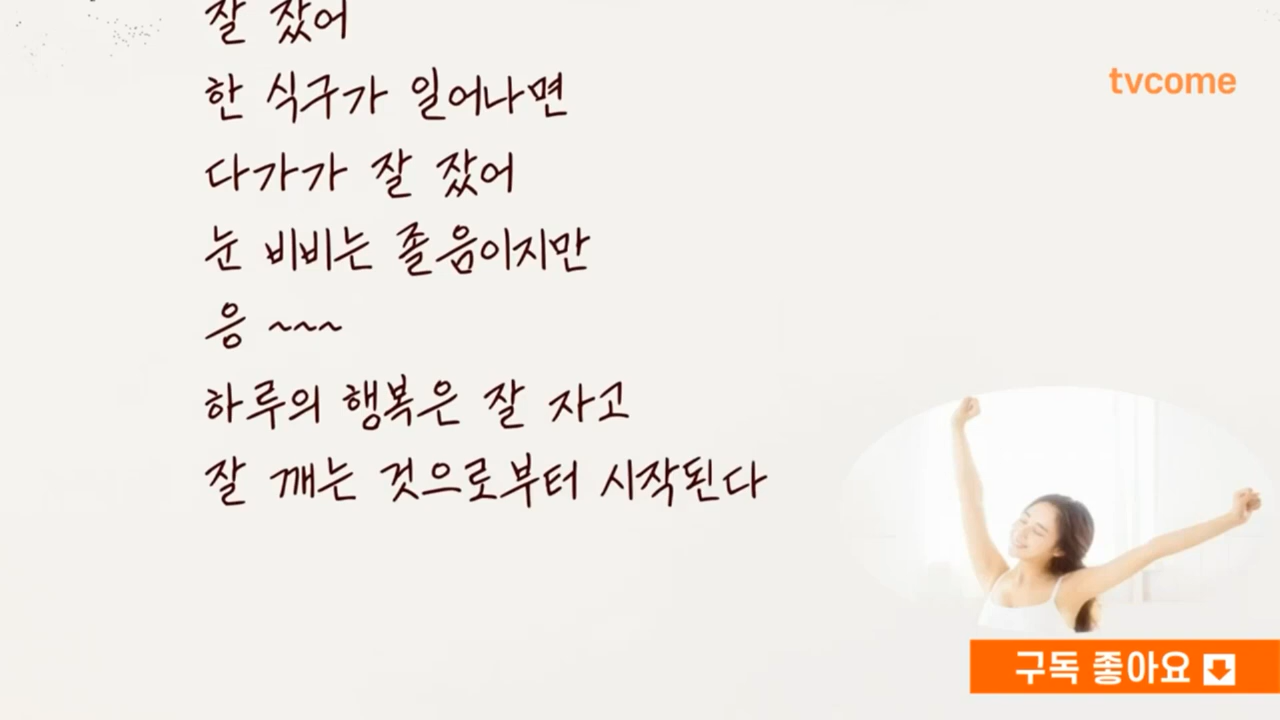 잘 잤어
tvcome
한 식구가 일어나면
다가가 잘 잤어
눈 비비는 졸음이지만
응 ~~~
하루의 행복은 잘 자고
잘 깨는 것으로부터 시작된다
구독 좋아요